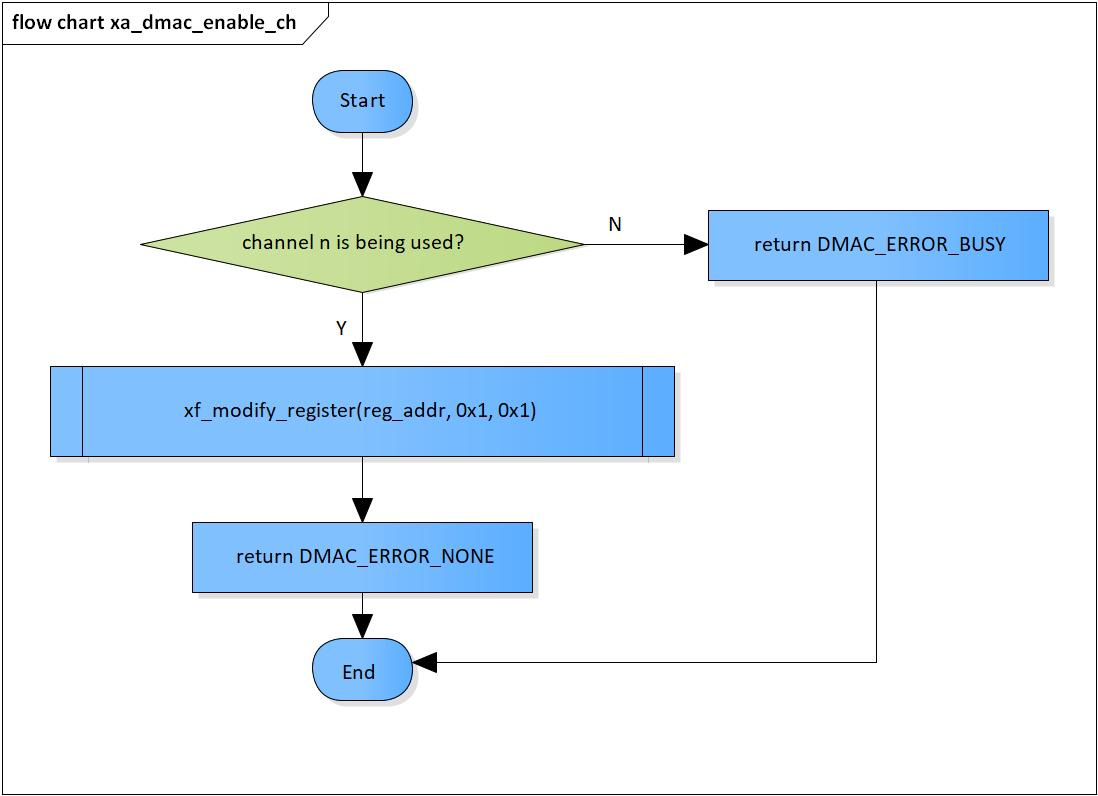 flow chart xa_dmac_enable_ch
Start
channel n is being used?
N
return DMAC_ERROR_BUSY
Y
xf_modify_register(reg_addr, 0x1, 0x1)
return DMAC_ERROR_NONE
End